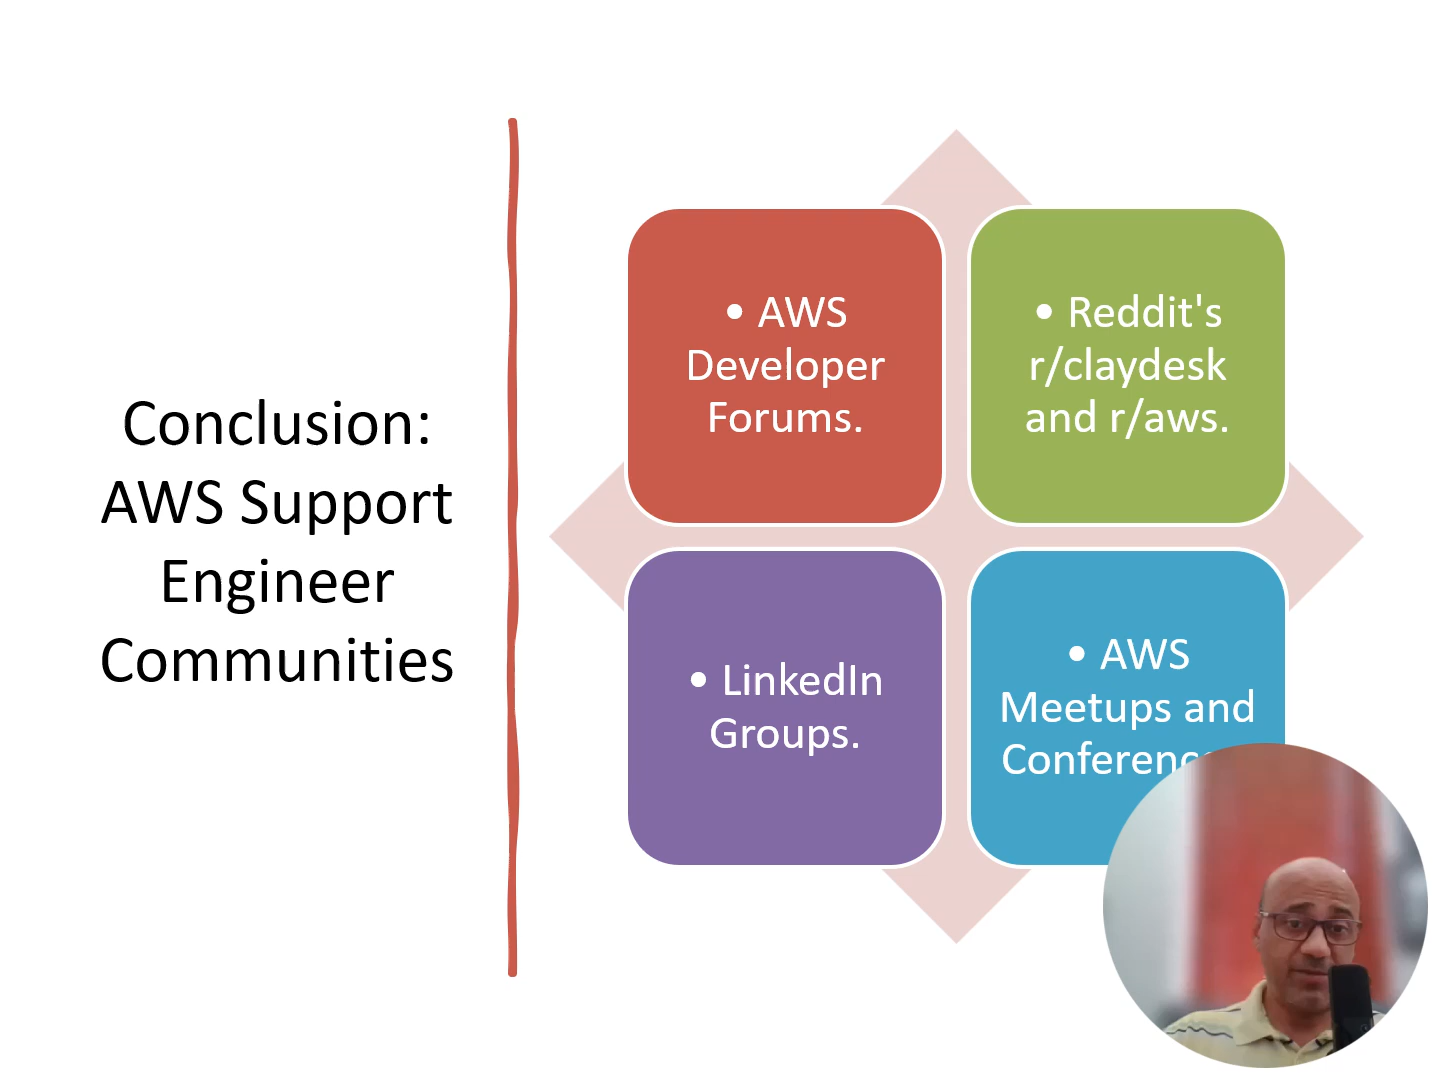 Conclusion:
AWS Support
Engineer
Communities
• AWS
Developer
Forums.
• Reddit's
r/claydesk
and r/aws.
• LinkedIn
Groups.
• AWS
Meetups and